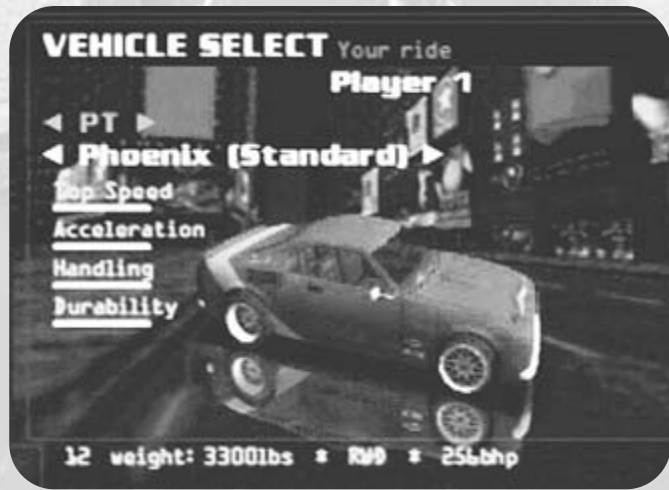 VEHICLE SELECT Your ride
Player 1
◄ PT ►
◄ Phoenix (Standard) ►
Top Speed
Acceleration
Handling
Durability
12 weight: 3300lbs * RWD * 256bhp